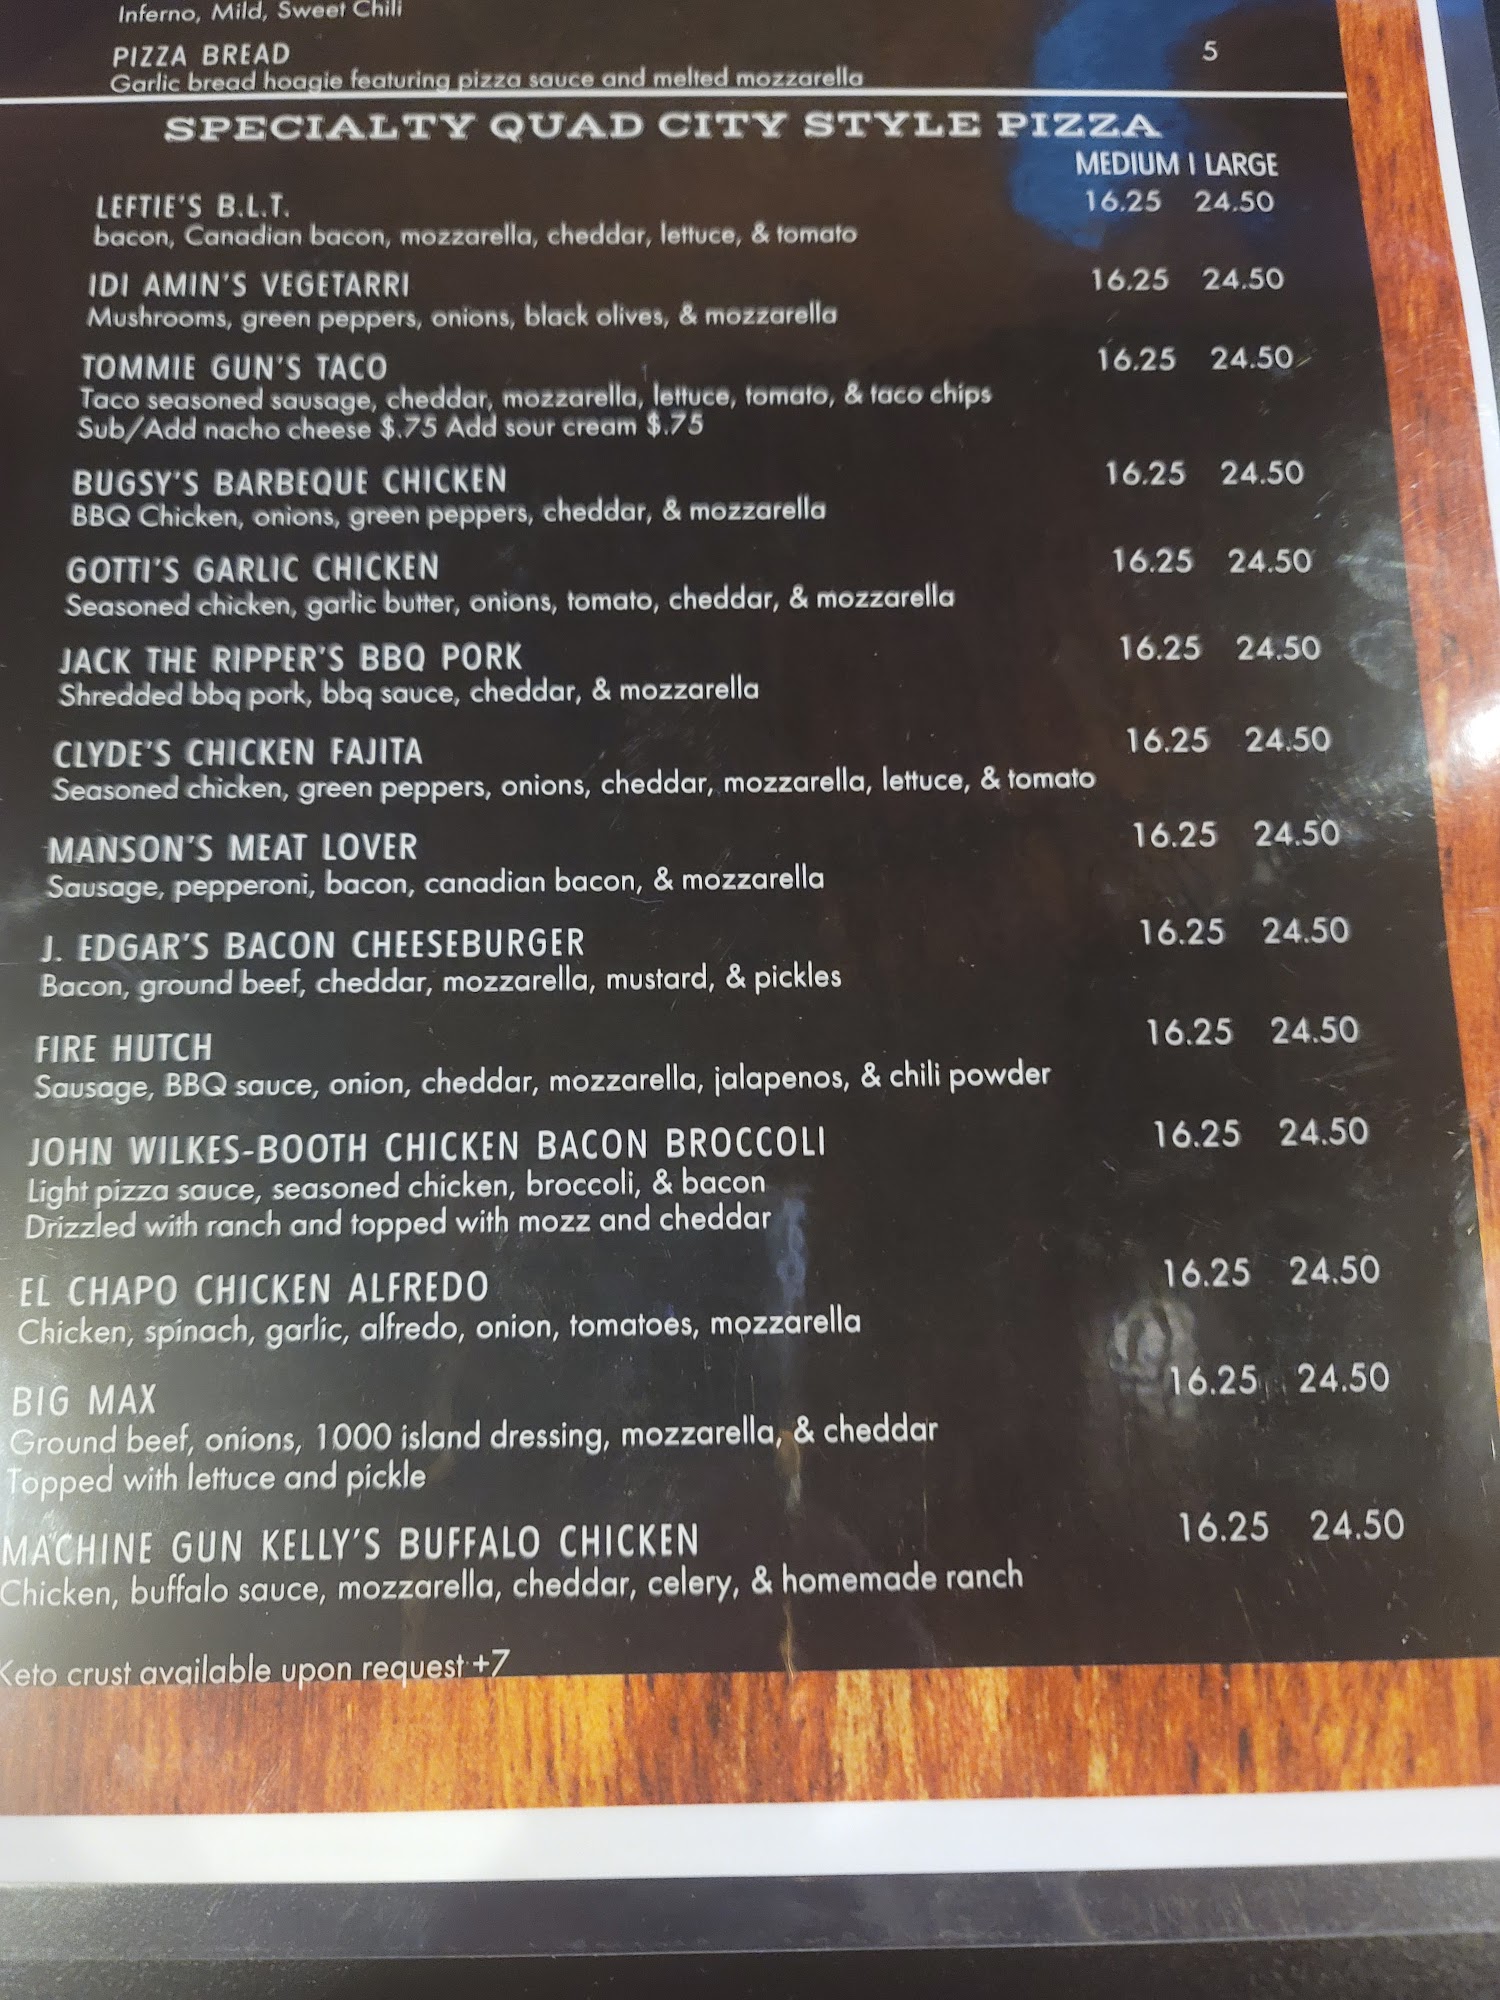 Inferno, Mild, Sweet Chili
PIZZA BREAD 5
Garlic bread hoagie featuring pizza sauce and melted mozzarella
SPECIALTY QUAD CITY STYLE PIZZA
MEDIUM | LARGE
LEFTIE'S B.L.T. 16.25 24.50
bacon, Canadian bacon, mozzarella, cheddar, lettuce, & tomato
IDI AMIN'S VEGETARRI 16.25 24.50
Mushrooms, green peppers, onions, black olives, & mozzarella
TOMMIE GUN'S TACO 16.25 24.50
Taco seasoned sausage, cheddar, mozzarella, lettuce, tomato, & taco chips
Sub/Add nacho cheese $.75 Add sour cream $.75
BUGSY'S BARBEQUE CHICKEN 16.25 24.50
BBQ Chicken, onions, green peppers, cheddar, & mozzarella
GOTTI'S GARLIC CHICKEN 16.25 24.50
Seasoned chicken, garlic butter, onions, tomato, cheddar, & mozzarella
JACK THE RIPPER'S BBQ PORK 16.25 24.50
Shredded bbq pork, bbq sauce, cheddar, & mozzarella
CLYDE'S CHICKEN FAJITA 16.25 24.50
Seasoned chicken, green peppers, onions, cheddar, mozzarella, lettuce, & tomato
MANSON'S MEAT LOVER 16.25 24.50
Sausage, pepperoni, bacon, canadian bacon, & mozzarella
J. EDGAR'S BACON CHEESEBURGER 16.25 24.50
Bacon, ground beef, cheddar, mozzarella, mustard, & pickles
FIRE HUTCH 16.25 24.50
Sausage, BBQ sauce, onion, cheddar, mozzarella, jalapenos, & chili powder
JOHN WILKES-BOOTH CHICKEN BACON BROCCOLI 16.25 24.50
Light pizza sauce, seasoned chicken, broccoli, & bacon
Drizzled with ranch and topped with mozz and cheddar
EL CHAPO CHICKEN ALFREDO 16.25 24.50
Chicken, spinach, garlic, alfredo, onion, tomatoes, mozzarella
BIG MAX 16.25 24.50
Ground beef, onions, 1000 island dressing, mozzarella, & cheddar
Topped with lettuce and pickle
MACHINE GUN KELLY'S BUFFALO CHICKEN 16.25 24.50
Chicken, buffalo sauce, mozzarella, cheddar, celery, & homemade ranch
Keto crust available upon request +7